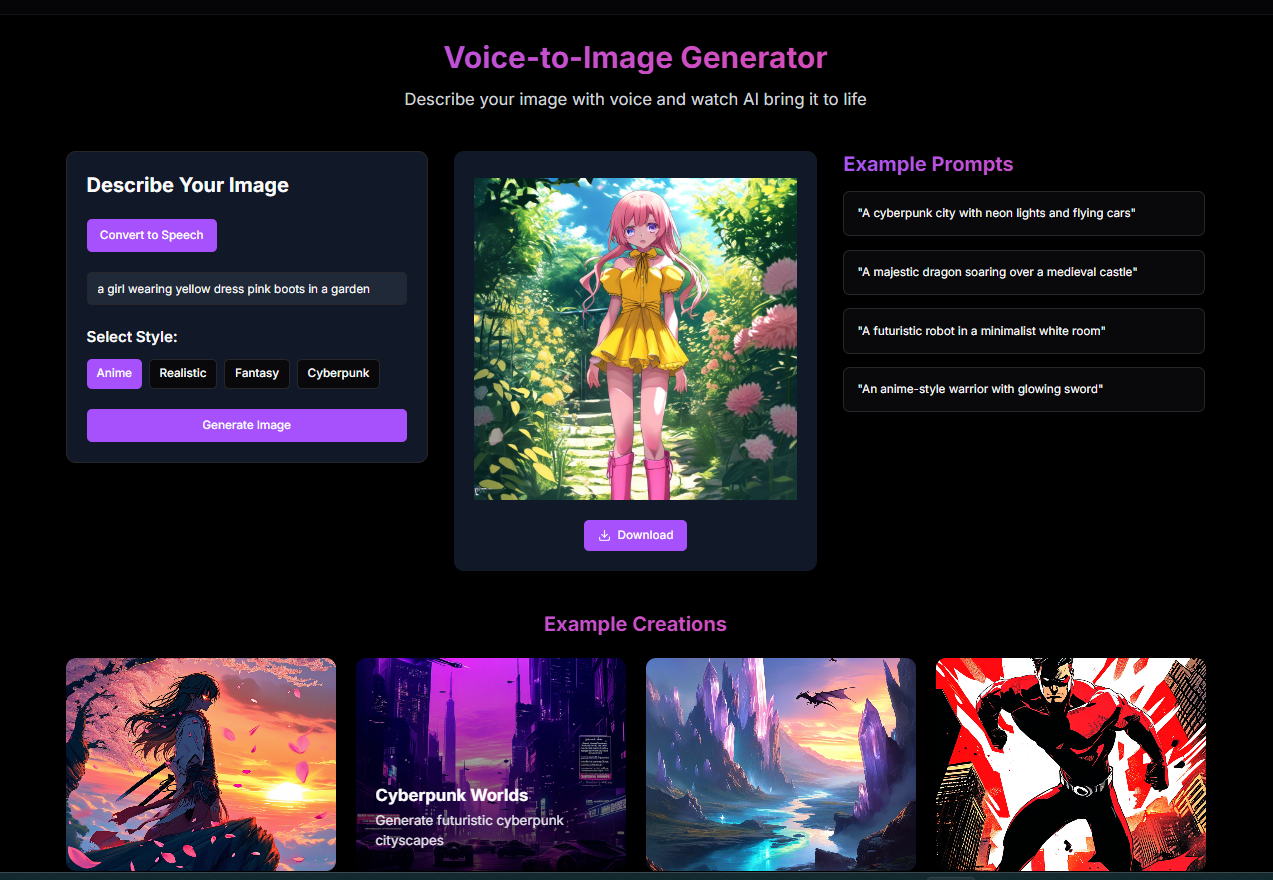 Voice-to-Image Generator
Describe your image with voice and watch AI bring it to life
Describe Your Image
Convert to Speech
a girl wearing yellow dress pink boots in a garden
Select Style:
Anime
Realistic
Fantasy
Cyberpunk
Generate Image
Download
Example Prompts
"A cyberpunk city with neon lights and flying cars"
"A majestic dragon soaring over a medieval castle"
"A futuristic robot in a minimalist white room"
"An anime-style warrior with glowing sword"
Example Creations
Cyberpunk Worlds
Generate futuristic cyberpunk
cityscapes